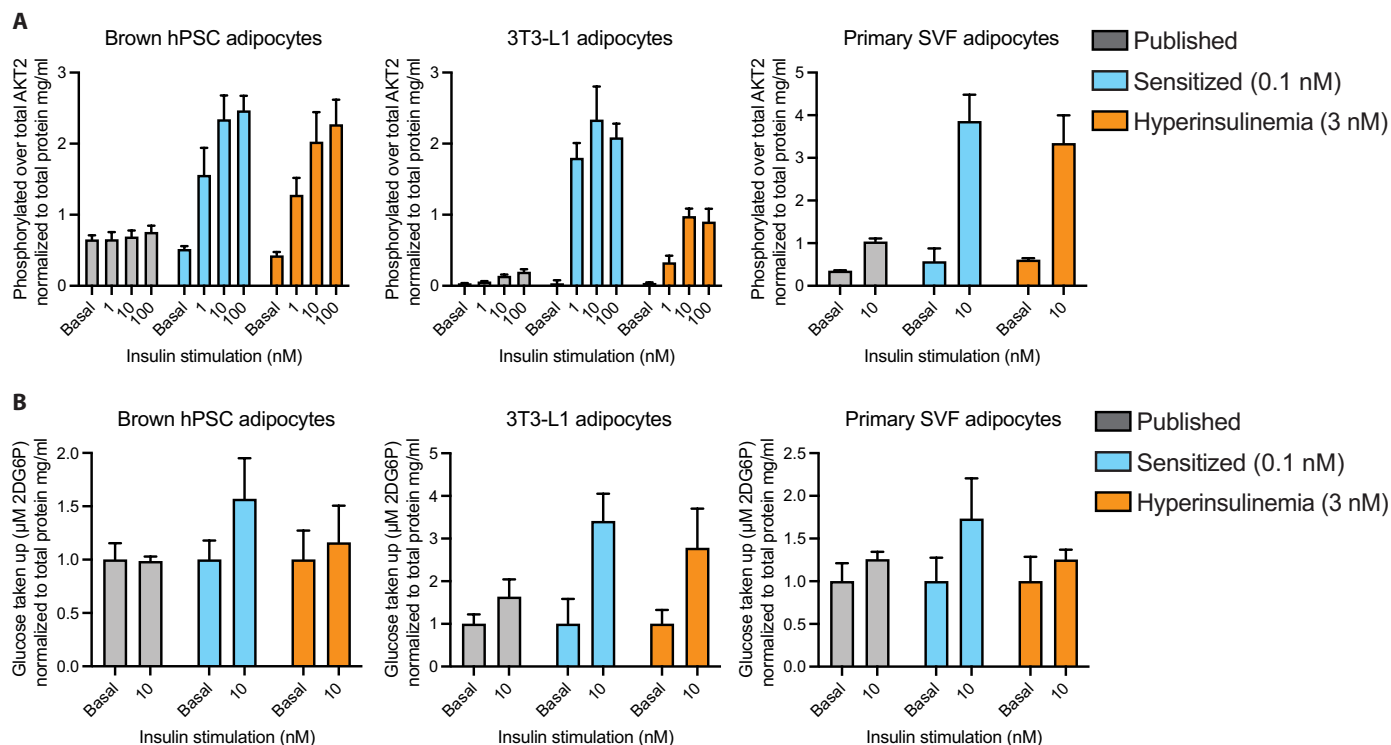 A
Brown hPSC adipocytes
Phosphorylated over total AKT2
normalized to total protein mg/ml
3
2
1
0
Basal 1 10 100 Basal 1 10 100 Basal 1 10 100
Insulin stimulation (nM)
3T3-L1 adipocytes
Phosphorylated over total AKT2
normalized to total protein mg/ml
3
2
1
0
Basal 1 10 100 Basal 1 10 100 Basal 1 10 100
Insulin stimulation (nM)
Primary SVF adipocytes
Phosphorylated over total AKT2
normalized to total protein mg/ml
5
4
3
2
1
0
Basal 10 Basal 10 Basal 10
Insulin stimulation (nM)
Published
Sensitized (0.1 nM)
Hyperinsulinemia (3 nM)
B
Brown hPSC adipocytes
Glucose taken up (µM 2DG6P)
normalized to total protein mg/ml
2.0
1.5
1.0
0.5
0.0
Basal 10 Basal 10 Basal 10
Insulin stimulation (nM)
3T3-L1 adipocytes
Glucose taken up (µM 2DG6P)
normalized to total protein mg/ml
5
4
3
2
1
0
Basal 10 Basal 10 Basal 10
Insulin stimulation (nM)
Primary SVF adipocytes
Glucose taken up (µM 2DG6P)
normalized to total protein mg/ml
2.5
2.0
1.5
1.0
0.5
0.0
Basal 10 Basal 10 Basal 10
Insulin stimulation (nM)
Published
Sensitized (0.1 nM)
Hyperinsulinemia (3 nM)